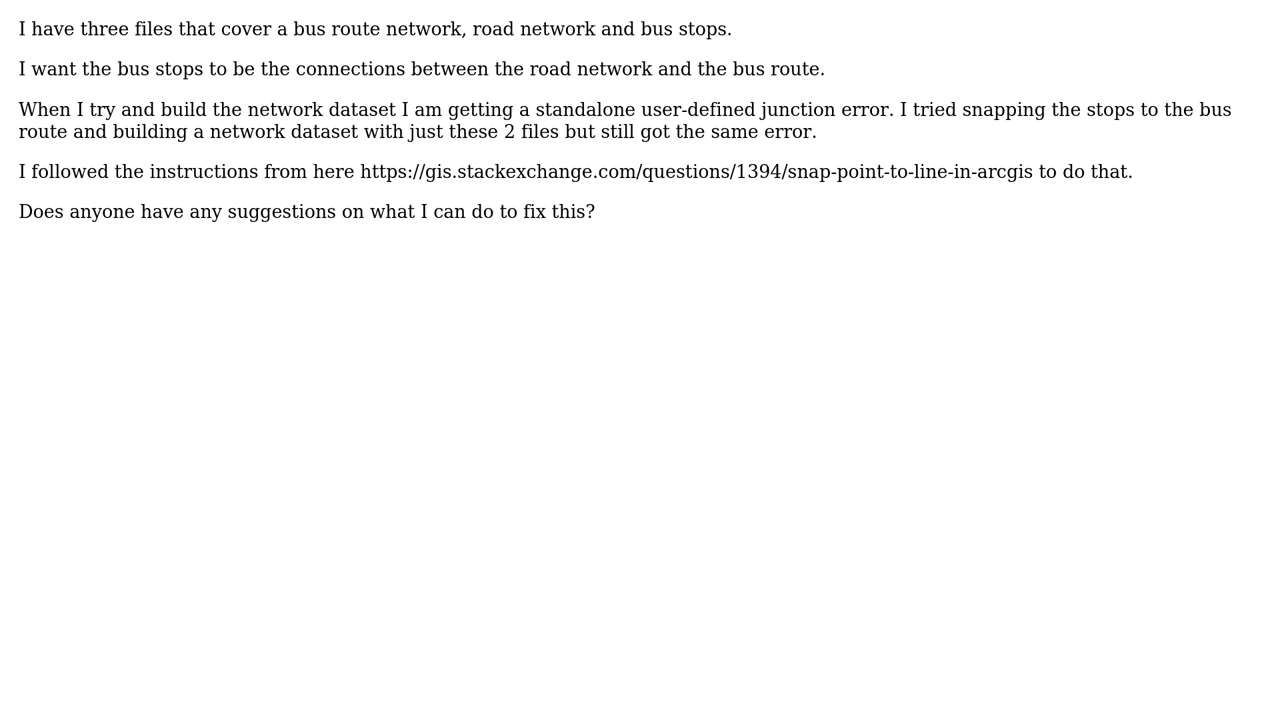 I have three files that cover a bus route network, road network and bus stops.
I want the bus stops to be the connections between the road network and the bus route.
When I try and build the network dataset I am getting a standalone user-defined junction error. I tried snapping the stops to the bus
route and building a network dataset with just these 2 files but still got the same error.
I followed the instructions from here https://gis.stackexchange.com/questions/1394/snap-point-to-line-in-arcgis to do that.
Does anyone have any suggestions on what I can do to fix this?